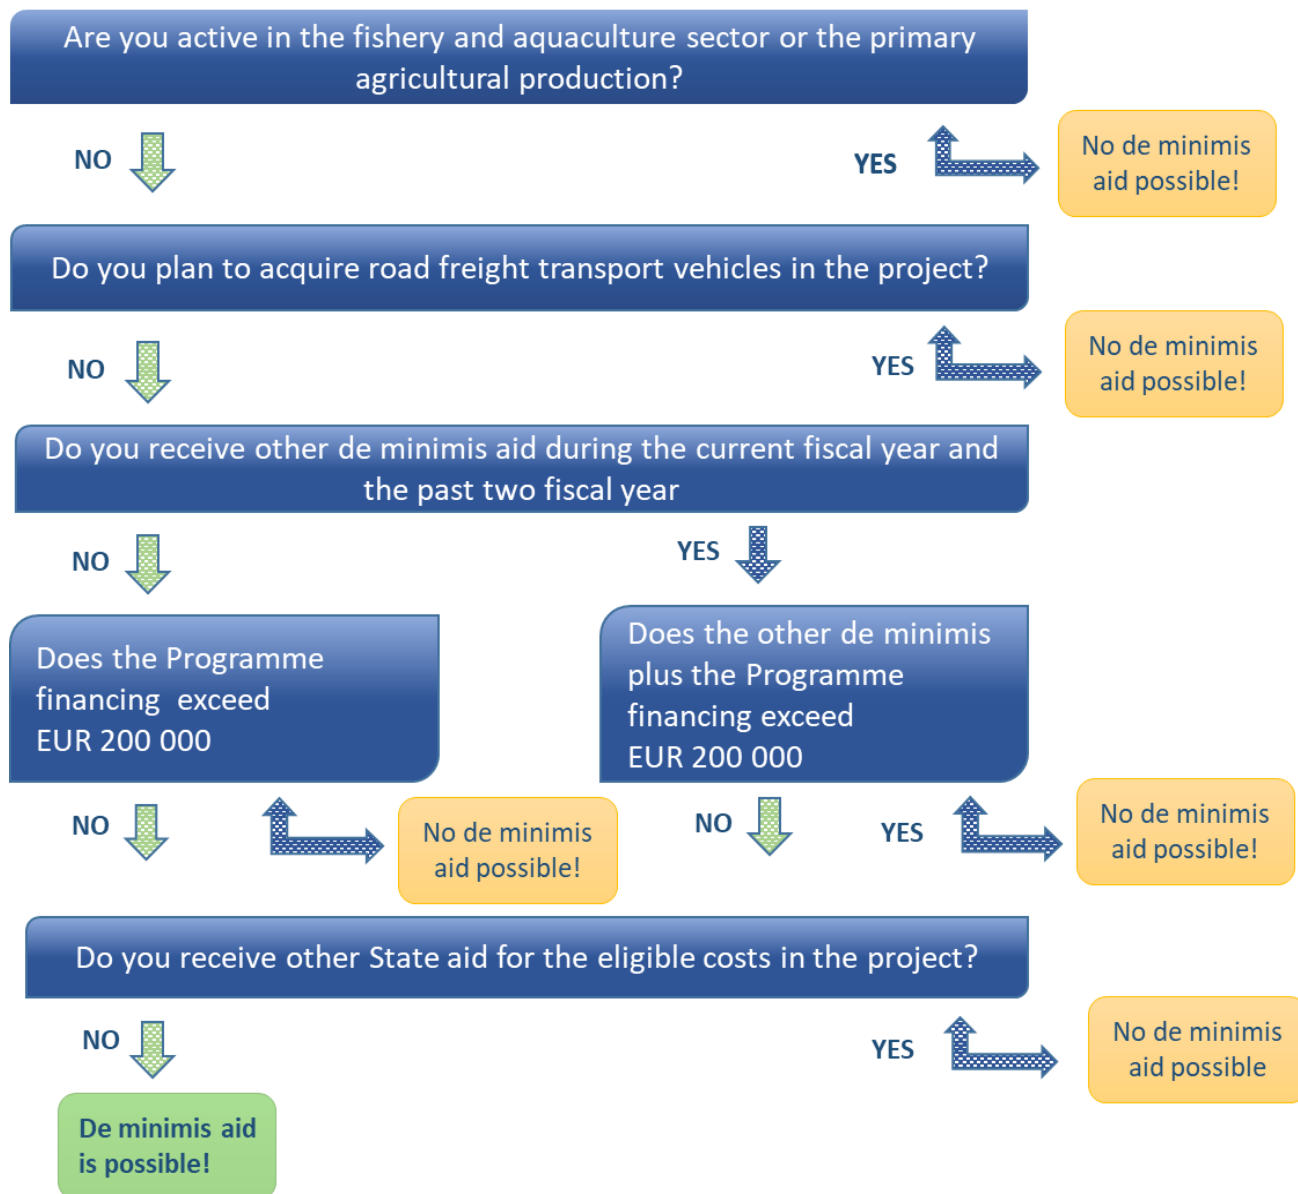 Are you active in the fishery and aquaculture sector or the primary
agricultural production?
NO
YES
No de minimis
aid possible!
Do you plan to acquire road freight transport vehicles in the project?
NO
YES
No de minimis
aid possible!
Do you receive other de minimis aid during the current fiscal year and
the past two fiscal year
NO
YES
Does the Programme
financing exceed
EUR 200 000
Does the other de minimis
plus the Programme
financing exceed
EUR 200 000
NO
No de minimis
aid possible!
NO
YES
No de minimis
aid possible!
Do you receive other State aid for the eligible costs in the project?
NO
YES
No de minimis
aid possible
De minimis aid
is possible!